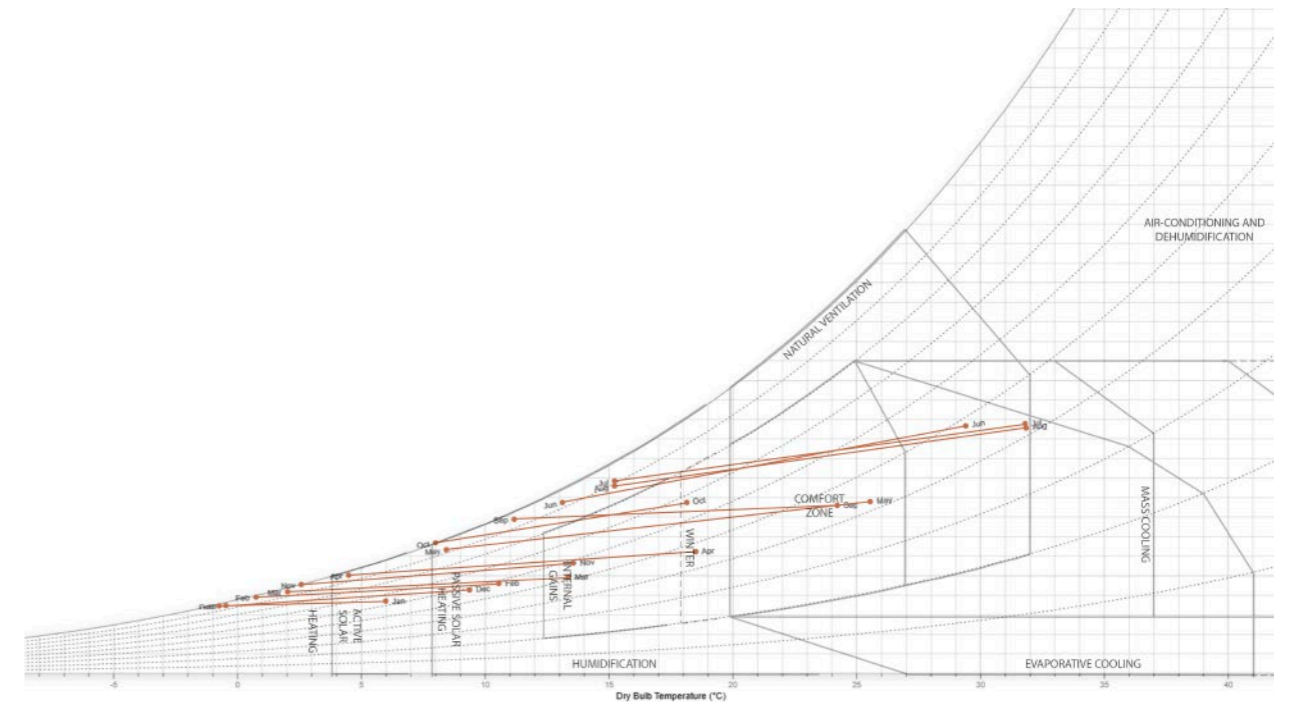 AIR-CONDITIONING AND
DEHUMIDIFICATION
NATURAL VENTILATION
Jun
Jul
Aug
Jul
Aug
Jun
Oct
COMFORT
ZONE
May
Sep
Sep
MASS COOLING
WINTER
Oct
May
Apr
Nov
Apr
INTERNAL
GAINS
Mar
Nov
Feb
Mar
Dec
Feb
Jan
PASSIVE SOLAR
HEATING
ACTIVE
SOLAR
HEATING
HUMIDIFICATION
EVAPORATIVE COOLING
-5 0 5 10 15 20 25 30 35 40
Dry Bulb Temperature (°C)